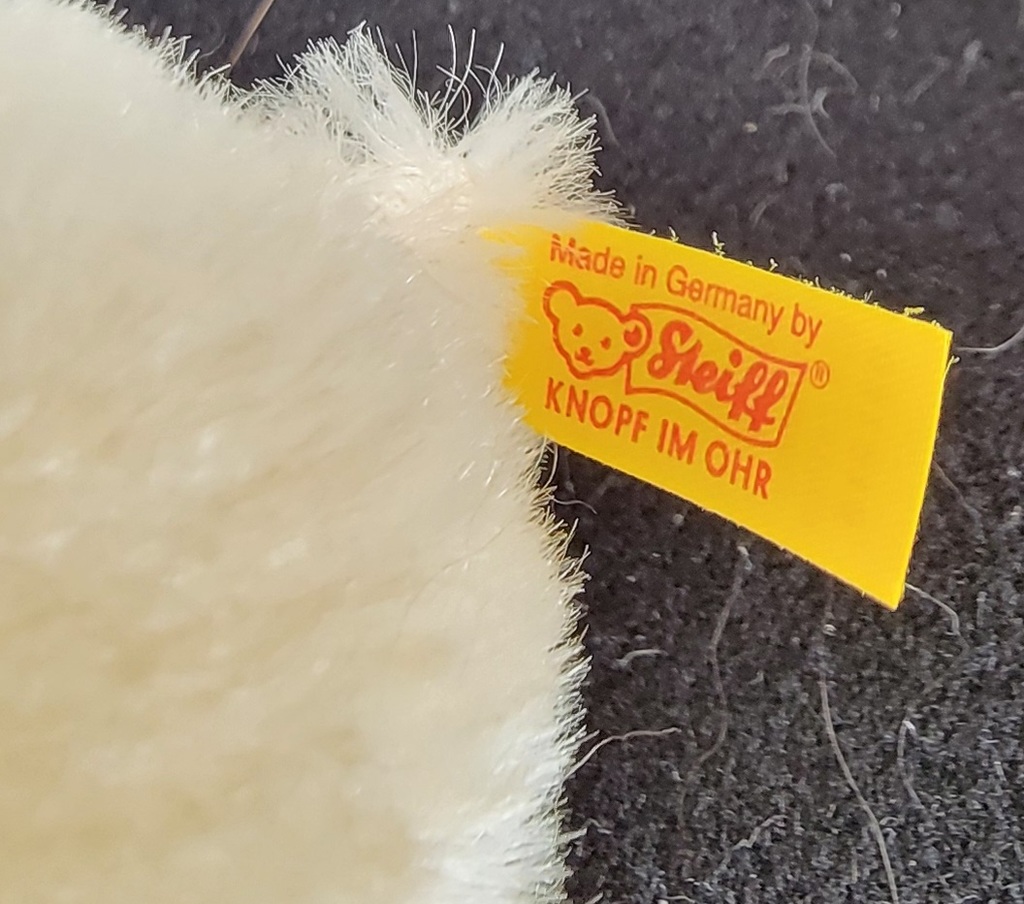 Made in Germany by
Steiff®
KNOPF IM OHR